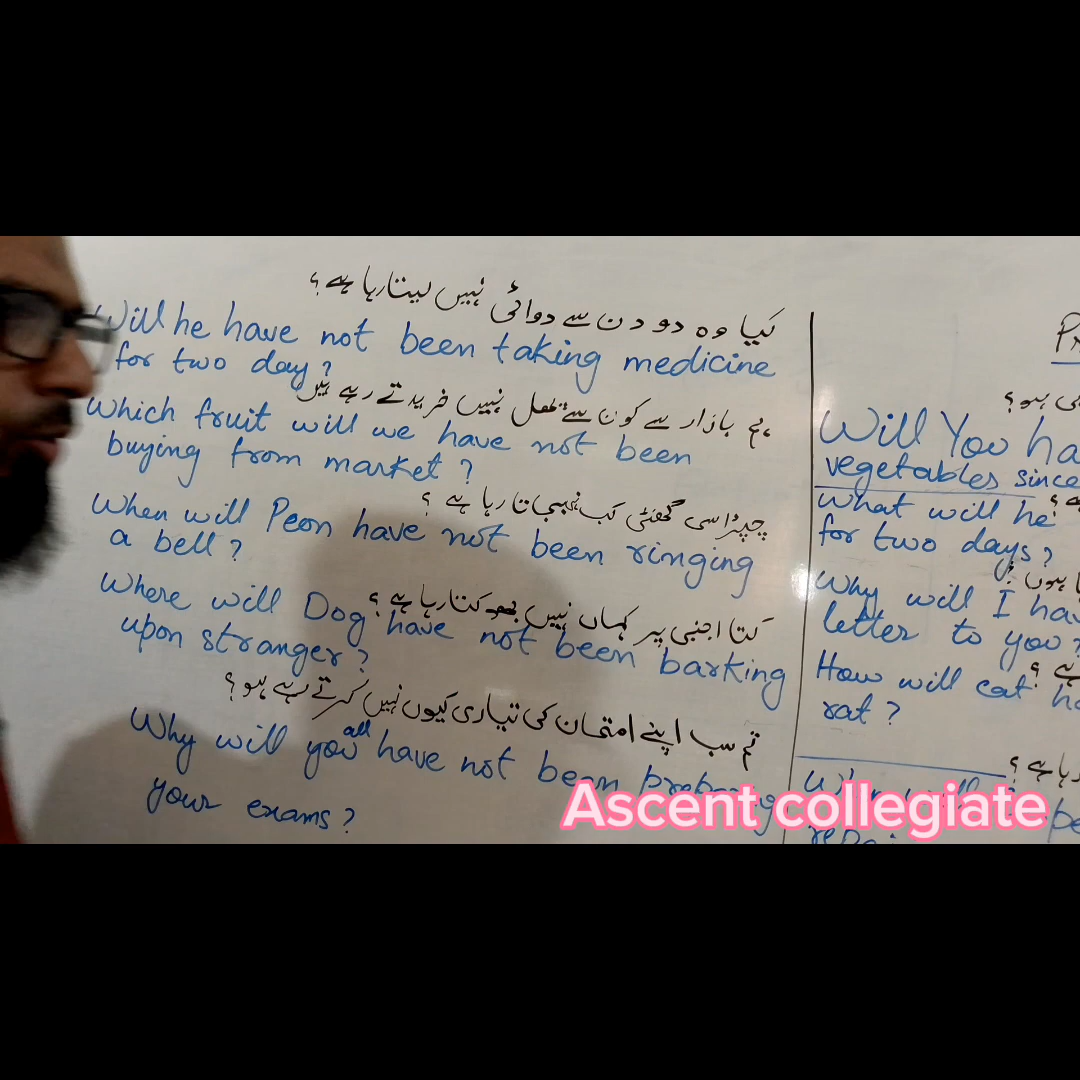 کیا وہ دو دن سے دوائی نہیں لیتا رہا ہے؟
Will he have not been taking medicine
for two day?
ہم بازار سے کون سے پھل نہیں خریدتے رہے ہیں
Which fruit will we have not been
buying from market?
چپڑاسی گھنٹی کب نہیں بجاتا رہا ہے؟
When will Peon have not been ringing
a bell?
کتا اجنبی پر کہاں نہیں بھونکتا رہا ہے؟
Where will Dog have not been barking
upon stranger?
تم سب اپنے امتحان کی تیاری کیوں نہیں کرتے رہے ہو؟
Why will you all have not been
your exams?
ہو؟
Will You ha
vegetables since
What will he
for two days?
Why will I hav
letter to you?
ہے؟
How will cat ha
rat?
رہا ہے؟
Ascent collegiate